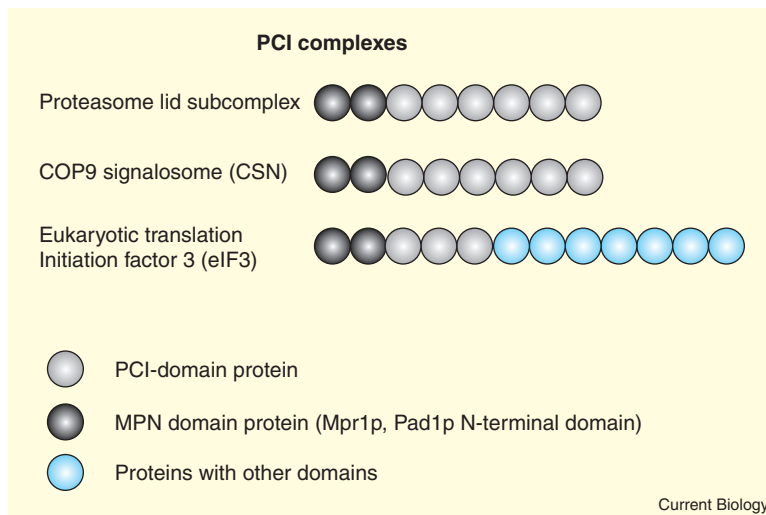 PCI complexes
Proteasome lid subcomplex
COP9 signalosome (CSN)
Eukaryotic translation
Initiation factor 3 (eIF3)
PCI-domain protein
MPN domain protein (Mpr1p, Pad1p N-terminal domain)
Proteins with other domains
Current Biology